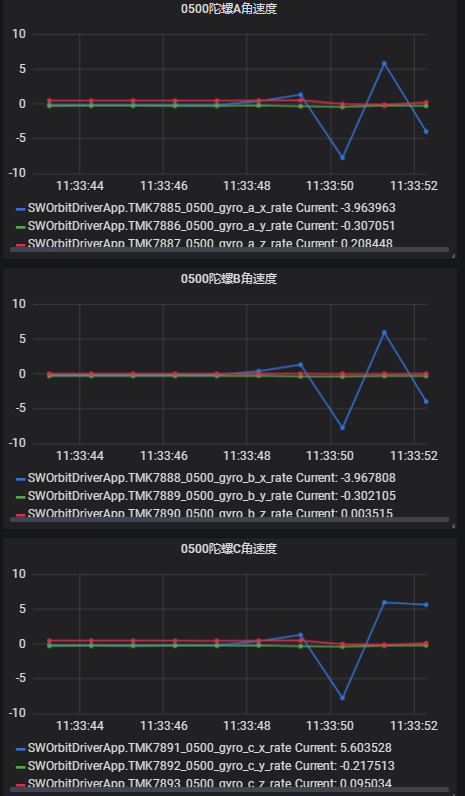 0500陀螺A角速度
10
5
0
-5
-10
11:33:44 11:33:46 11:33:48 11:33:50 11:33:52
SWOrbitDriverApp.TMK7885_0500_gyro_a_x_rate Current: -3.963963
SWOrbitDriverApp.TMK7886_0500_gyro_a_y_rate Current: -0.307051
SWOrbitDriverApp.TMK7887_0500_gyro_a_z_rate Current: 0.208448
0500陀螺B角速度
10
5
0
-5
-10
11:33:44 11:33:46 11:33:48 11:33:50 11:33:52
SWOrbitDriverApp.TMK7888_0500_gyro_b_x_rate Current: -3.967808
SWOrbitDriverApp.TMK7889_0500_gyro_b_y_rate Current: -0.302105
SWOrbitDriverApp.TMK7890_0500_gyro_b_z_rate Current: 0.003515
0500陀螺C角速度
10
5
0
-5
-10
11:33:44 11:33:46 11:33:48 11:33:50 11:33:52
SWOrbitDriverApp.TMK7891_0500_gyro_c_x_rate Current: 5.603528
SWOrbitDriverApp.TMK7892_0500_gyro_c_y_rate Current: -0.217513
SWOrbitDriverApp.TMK7893_0500_gyro_c_z_rate Current: 0.095034